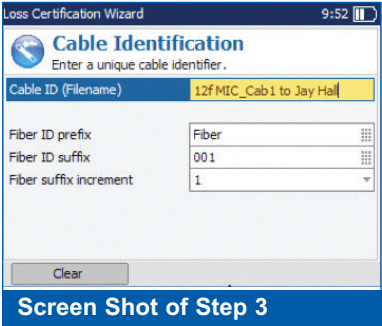 Loss Certification Wizard 9:52
Cable Identification
Enter a unique cable identifier.
Cable ID (Filename) 12f MIC_Cab1 to Jay Hall
Fiber ID prefix Fiber
Fiber ID suffix 001
Fiber suffix increment 1
Clear
Screen Shot of Step 3